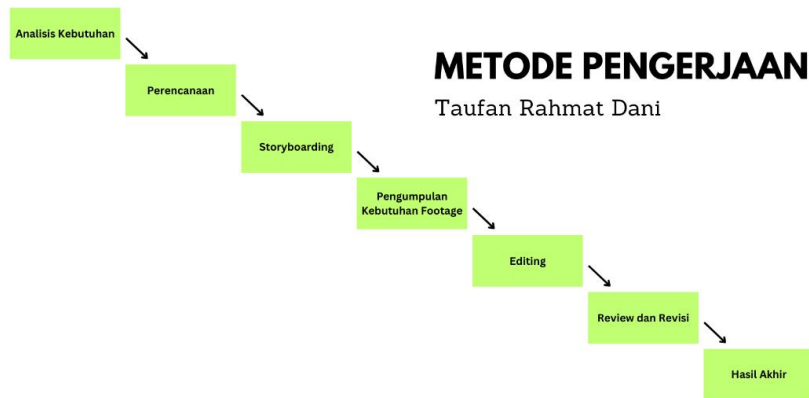 Analisis Kebutuhan
METODE PENGERJAAN
Taufan Rahmat Dani
Perencanaan
Storyboarding
Pengumpulan
Kebutuhan Footage
Editing
Review dan Revisi
Hasil Akhir